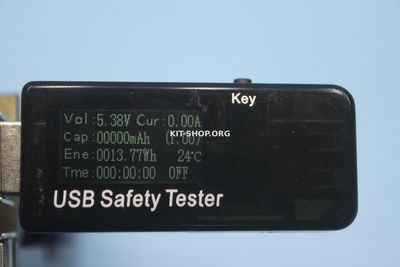 Key
Vol:5.38V Cur:0.00A
Cap:00000mAh (1.00)
KIT-SHOP.ORG
Ene:0013.77Wh 24℃
Tme:000:00:00 OFF
USB Safety Tester